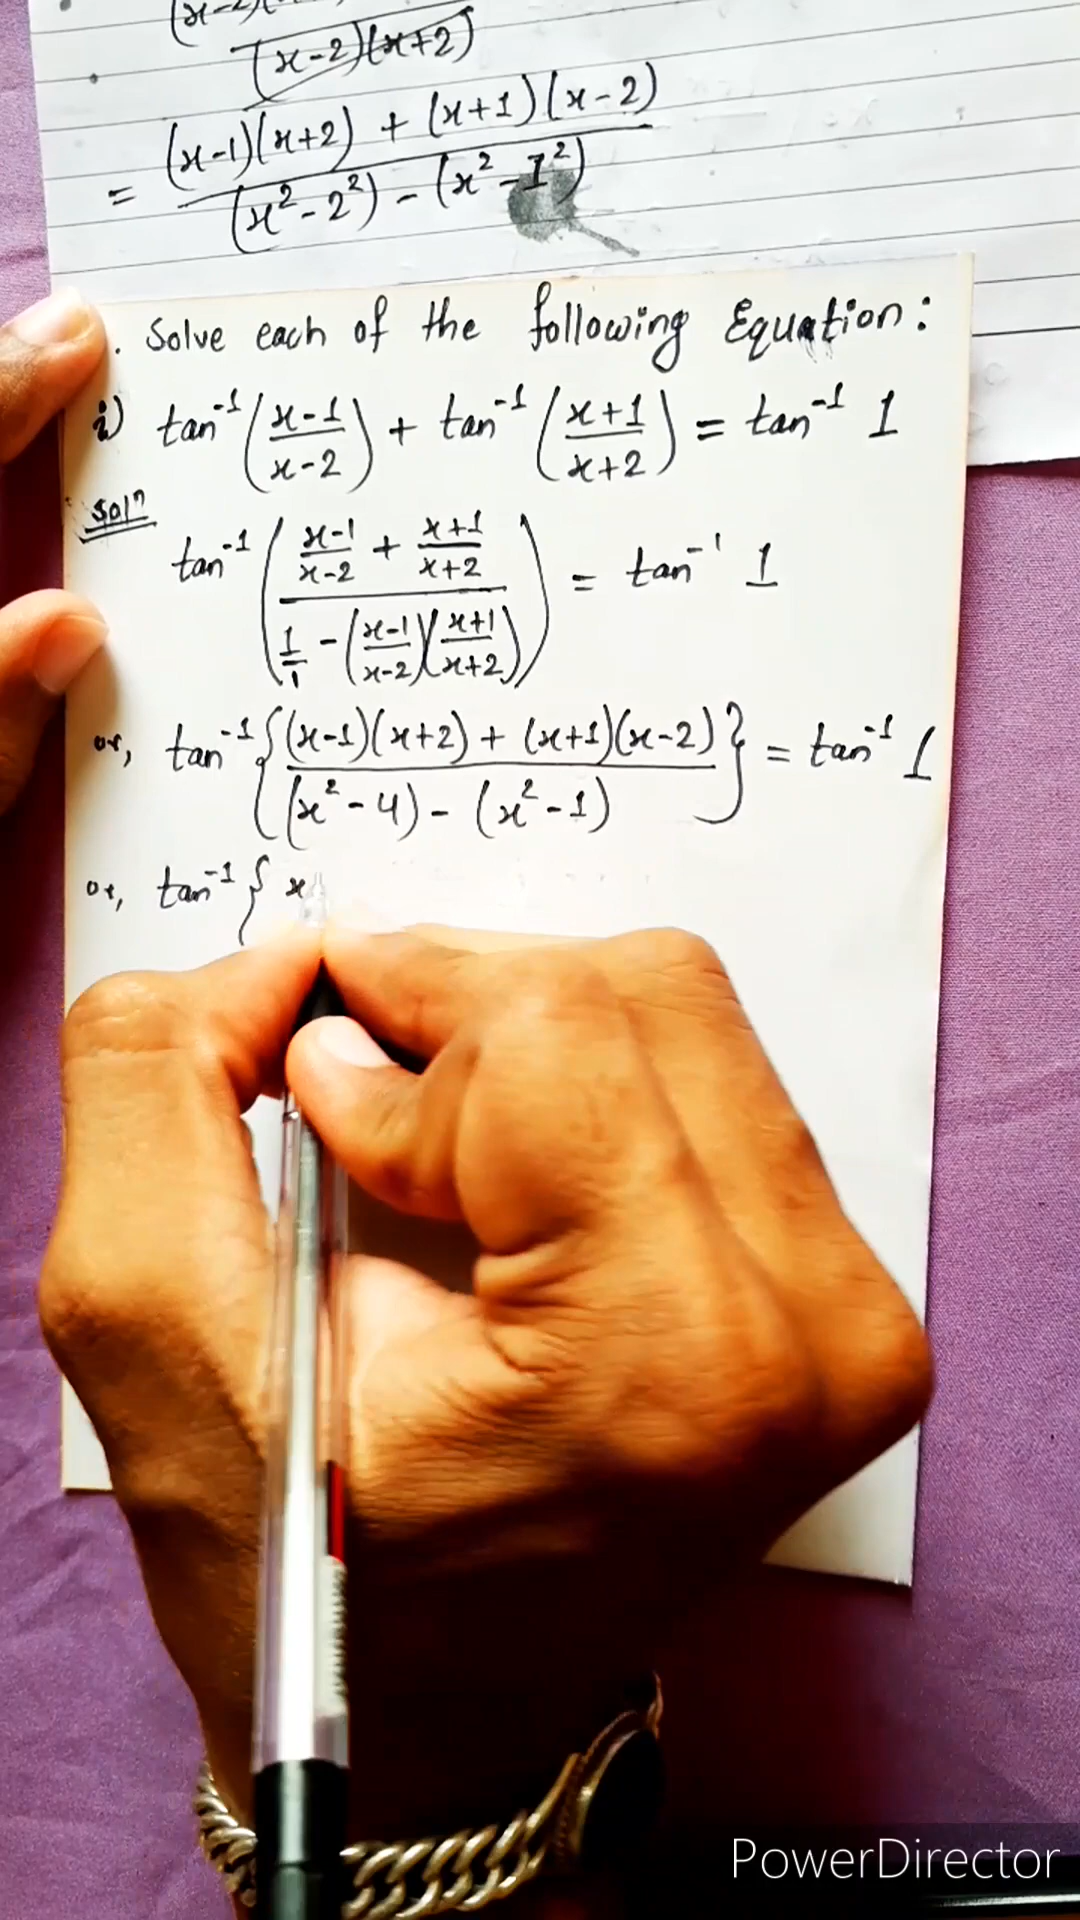 (x-2)(x+2)
= (x-1)(x+2) + (x+1)(x-2)
(x² - 2²) - (x² - 1²)
. Solve each of the following Equation:
i) tan⁻¹(x-1/x-2) + tan⁻¹(x+1/x+2) = tan⁻¹ 1
Solⁿ
tan⁻¹((x-1/x-2 + x+1/x+2)/(1/1 - (x-1/x-2)(x+1/x+2))) = tan⁻¹ 1
or, tan⁻¹{((x-1)(x+2) + (x+1)(x-2))/((x² - 4) - (x² - 1))} = tan⁻¹ 1
or, tan⁻¹{ x
PowerDirector